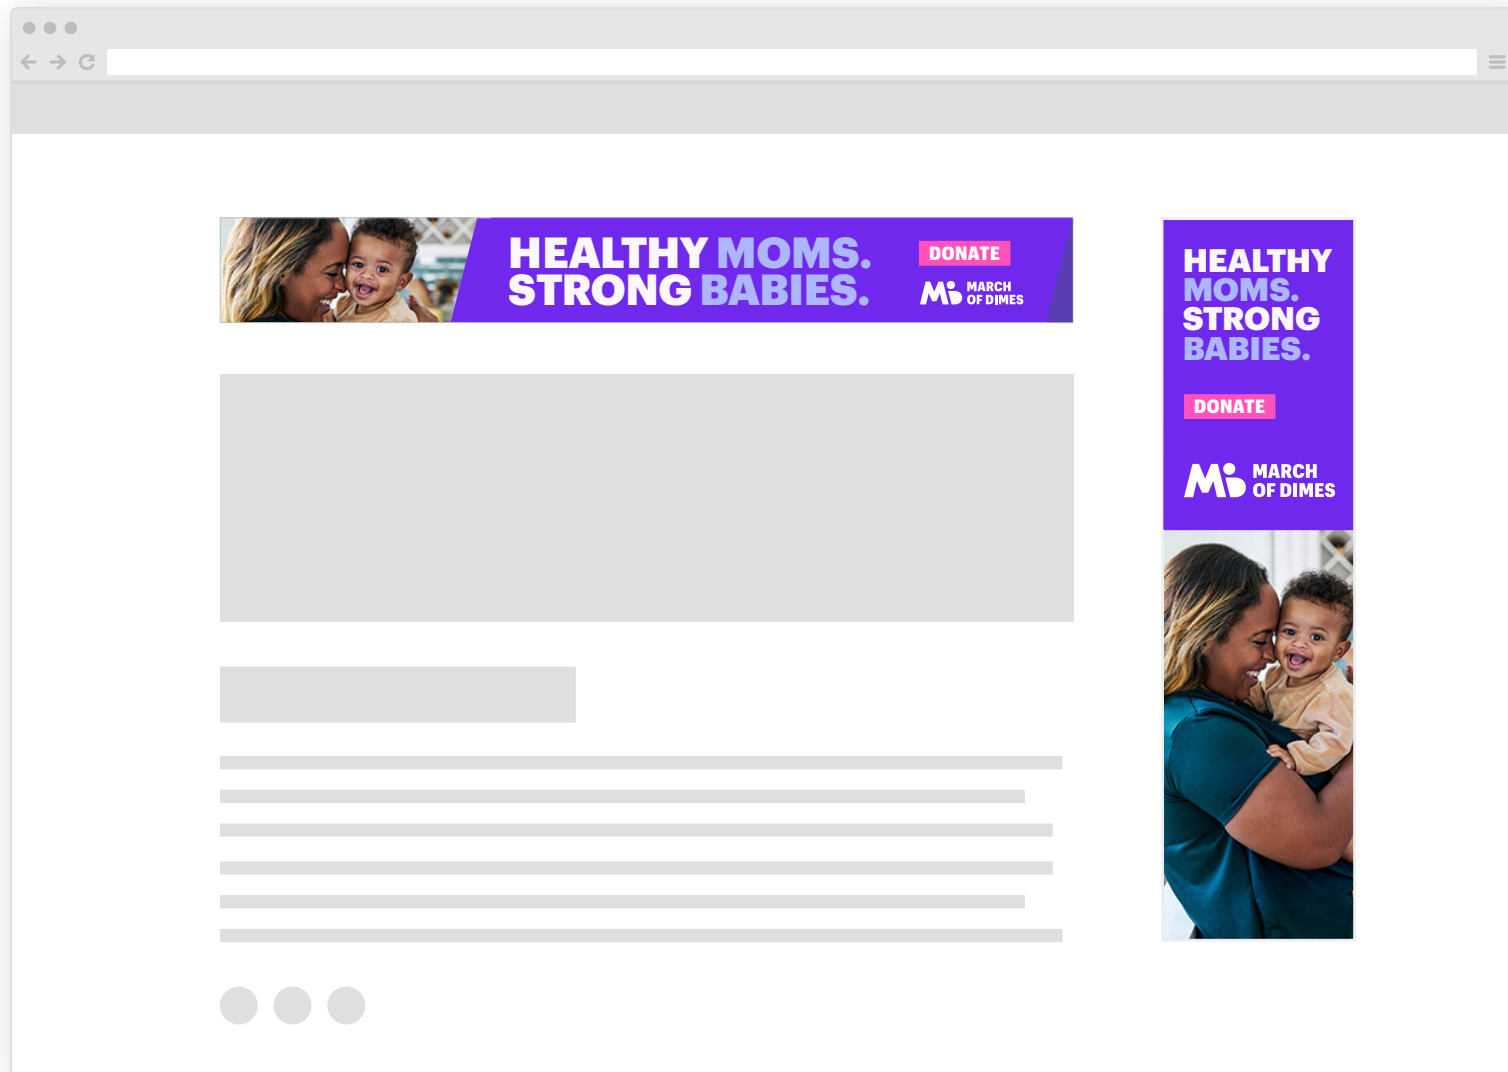 HEALTHY MOMS.
STRONG BABIES.
DONATE
MARCH
OF DIMES
HEALTHY
MOMS.
STRONG
BABIES.
DONATE
MARCH
OF DIMES